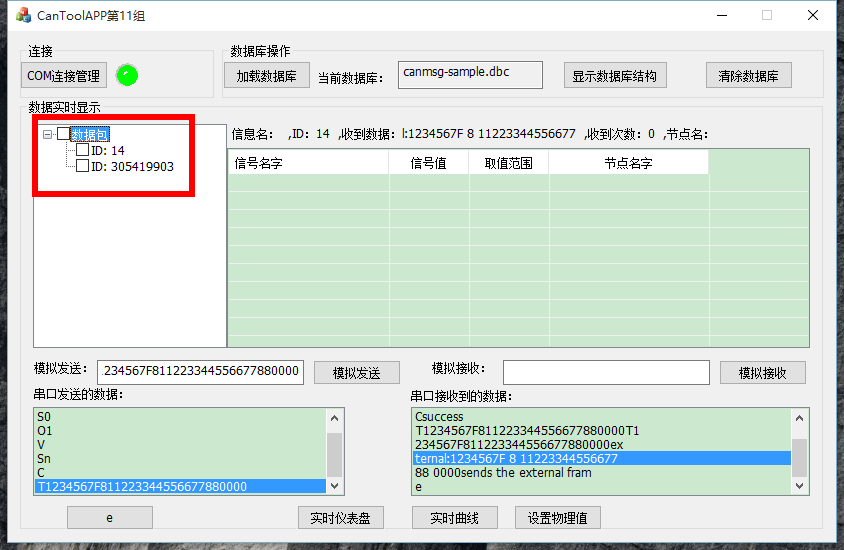 CanToolAPP第11组
连接
COM连接管理
数据库操作
加载数据库
当前数据库：
canmsg-sample.dbc
显示数据库结构
清除数据库
数据实时显示
数据包
ID: 14
ID: 305419903
信息名： ,ID：14 ,收到数据：l:1234567F 8 11223344556677 ,收到次数：0 ,节点名:
信号名字 信号值 取值范围 节点名字
模拟发送：
.234567F811223344556677880000
模拟发送
模拟接收：
模拟接收
串口发送的数据：
S0
O1
V
Sn
C
T1234567F811223344556677880000
串口接收到的数据：
Csuccess
T1234567F811223344556677880000T1
234567F811223344556677880000ex
ternal:1234567F 8 11223344556677
88 0000sends the external fram
e
e
实时仪表盘
实时曲线
设置物理值